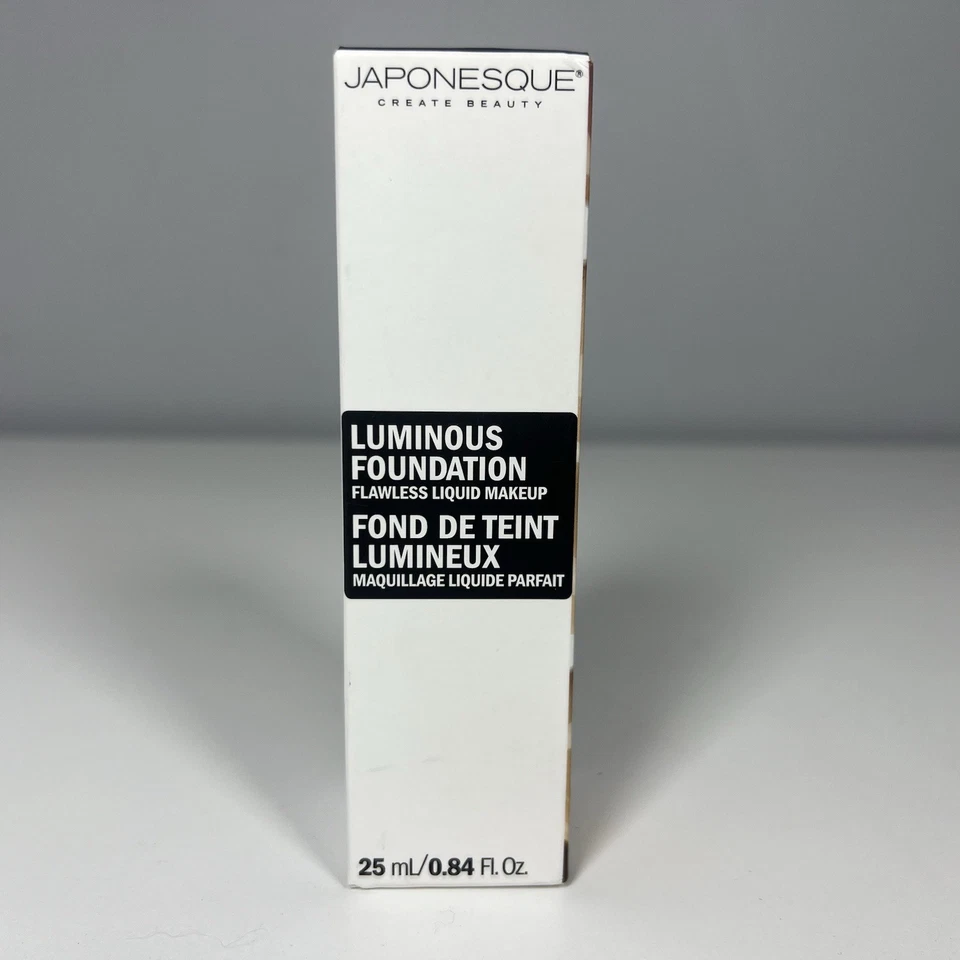 JAPONESQUE®
CREATE BEAUTY
LUMINOUS
FOUNDATION
FLAWLESS LIQUID MAKEUP
FOND DE TEINT
LUMINEUX
MAQUILLAGE LIQUIDE PARFAIT
25 mL/0.84 Fl. Oz.